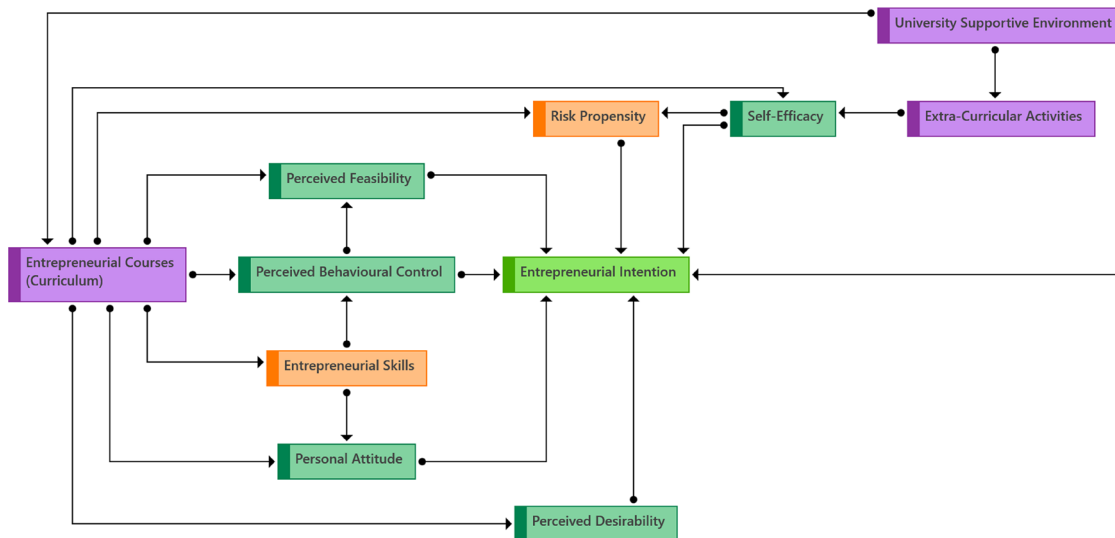 University Supportive Environment
Risk Propensity
Self-Efficacy
Extra-Curricular Activities
Perceived Feasibility
Entrepreneurial Courses
(Curriculum)
Perceived Behavioural Control
Entrepreneurial Intention
Entrepreneurial Skills
Personal Attitude
Perceived Desirability